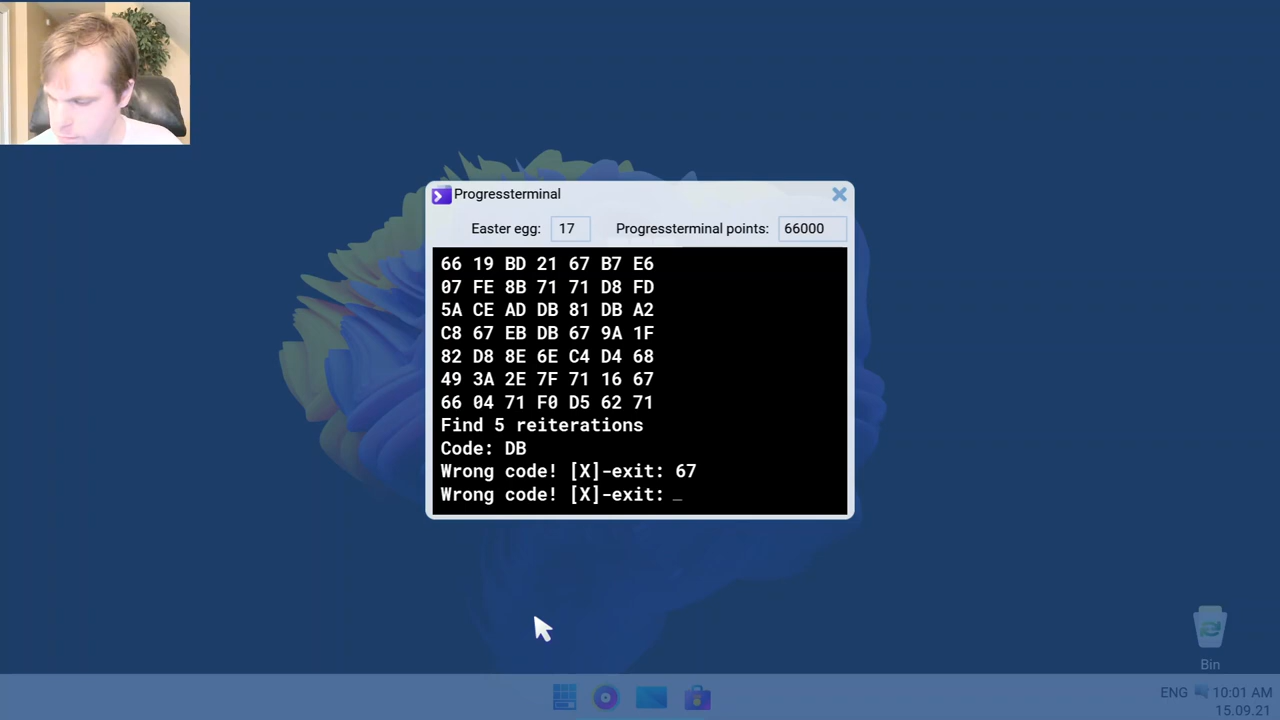 Progressterminal
Easter egg: 17 Progressterminal points: 66000
66 19 BD 21 67 B7 E6
07 FE 8B 71 71 D8 FD
5A CE AD DB 81 DB A2
C8 67 EB DB 67 9A 1F
82 D8 8E 6E C4 D4 68
49 3A 2E 7F 71 16 67
66 04 71 F0 D5 62 71
Find 5 reiterations
Code: DB
Wrong code! [X]-exit: 67
Wrong code! [X]-exit: _
Bin
ENG 10:01 AM
15.09.21